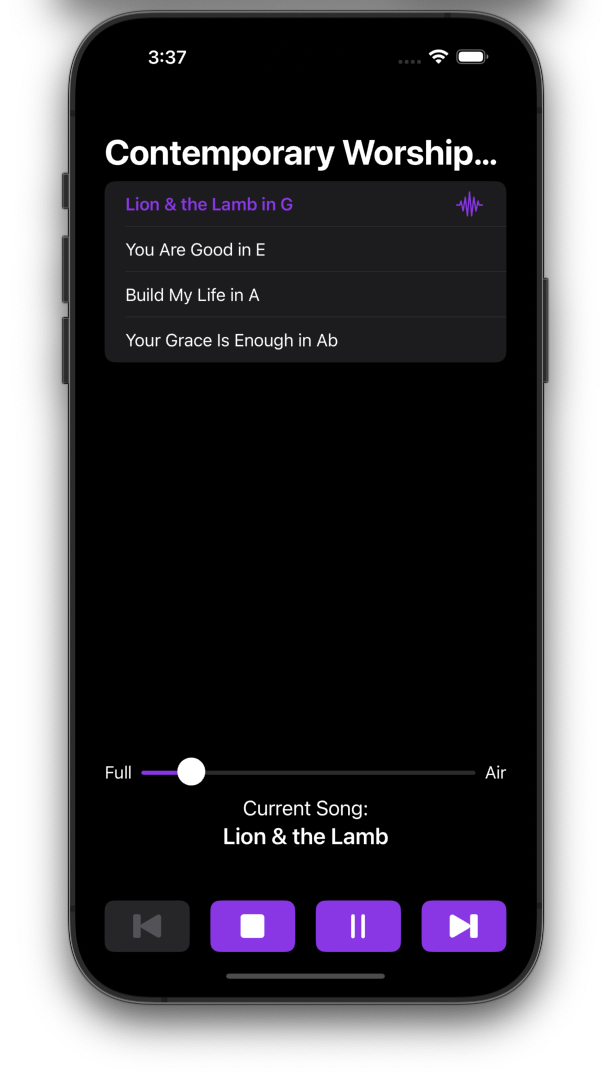 3:37
Contemporary Worship...
Lion & the Lamb in G
You Are Good in E
Build My Life in A
Your Grace Is Enough in Ab
Full
Air
Current Song:
Lion & the Lamb